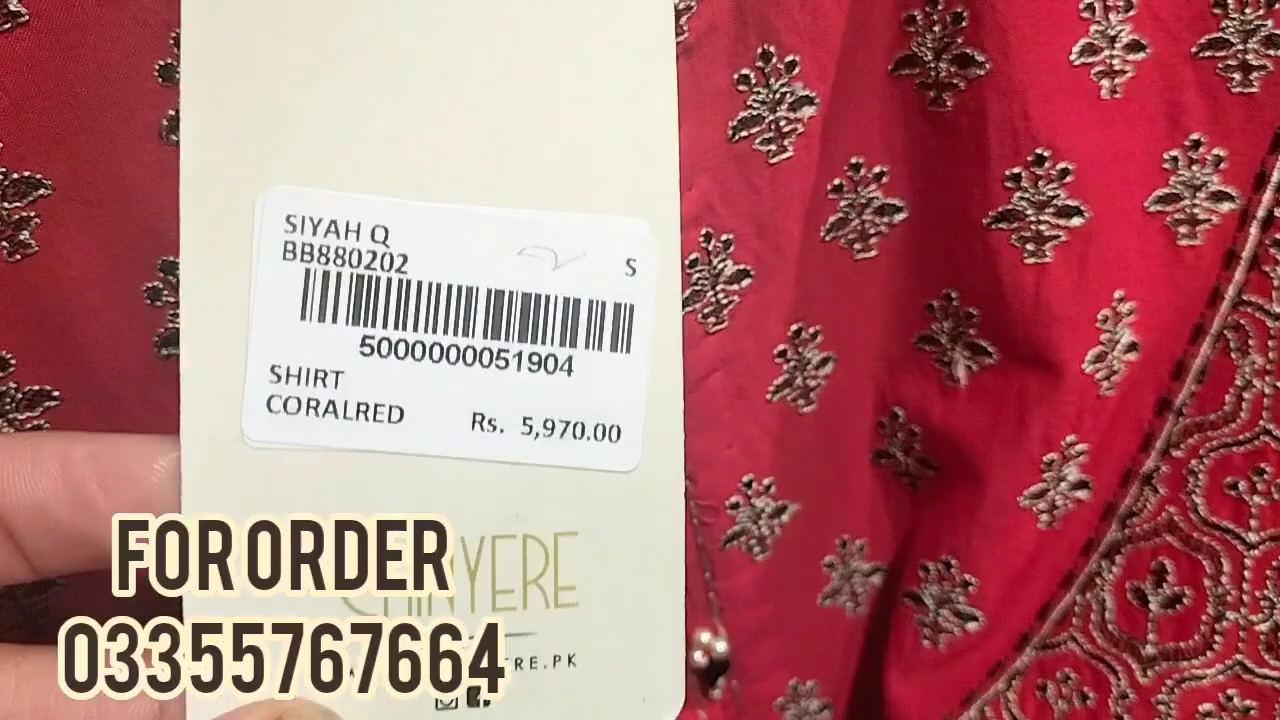 SIYAH Q
BB880202
S
5000000051904
SHIRT
CORALRED
Rs. 5,970.00
FOR ORDER
03355767664